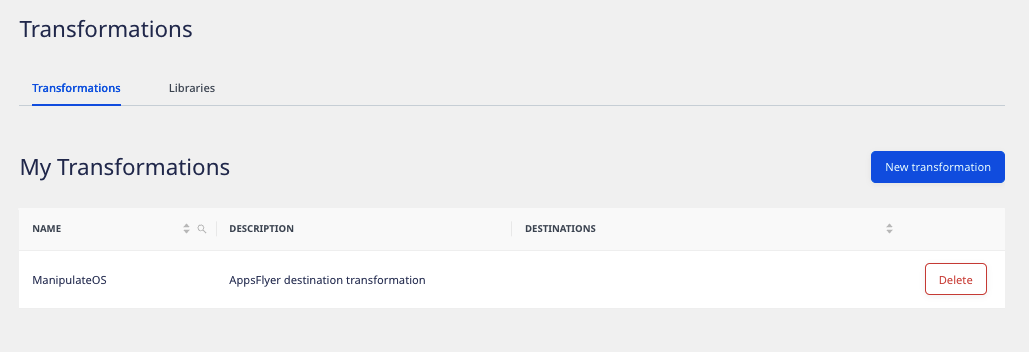 Transformations
Transformations Libraries
My Transformations New transformation
NAME DESCRIPTION DESTINATIONS
ManipulateOS AppsFlyer destination transformation Delete